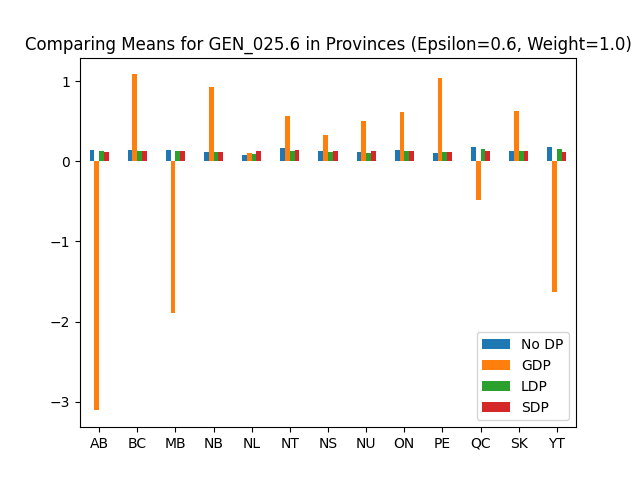 Comparing Means for GEN_025.6 in Provinces (Epsilon=0.6, Weight=1.0)
1
0
−1
−2
−3
No DP
GDP
LDP
SDP
AB BC MB NB NL NT NS NU ON PE QC SK YT